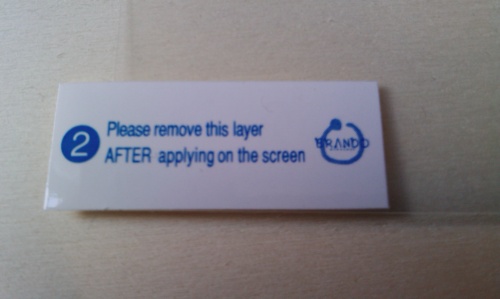 2
Please remove this layer
AFTER applying on the screen
BRANDO